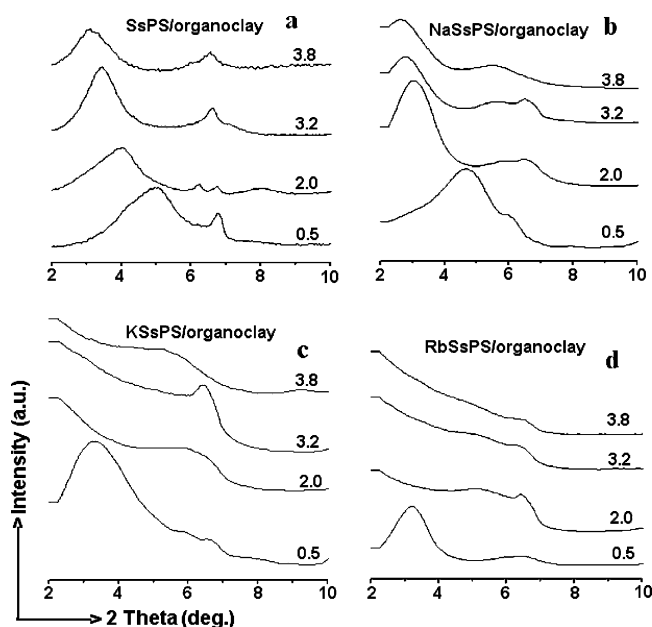 SsPS/organoclay a
3.8
3.2
2.0
0.5
2 4 6 8 10
NaSsPS/organoclay b
3.8
3.2
2.0
0.5
2 4 6 8 10
KSsPS/organoclay c
3.8
3.2
2.0
0.5
2 4 6 8 10
RbSsPS/organoclay d
3.8
3.2
2.0
0.5
2 4 6 8 10
Intensity (a.u.)
2 Theta (deg.)